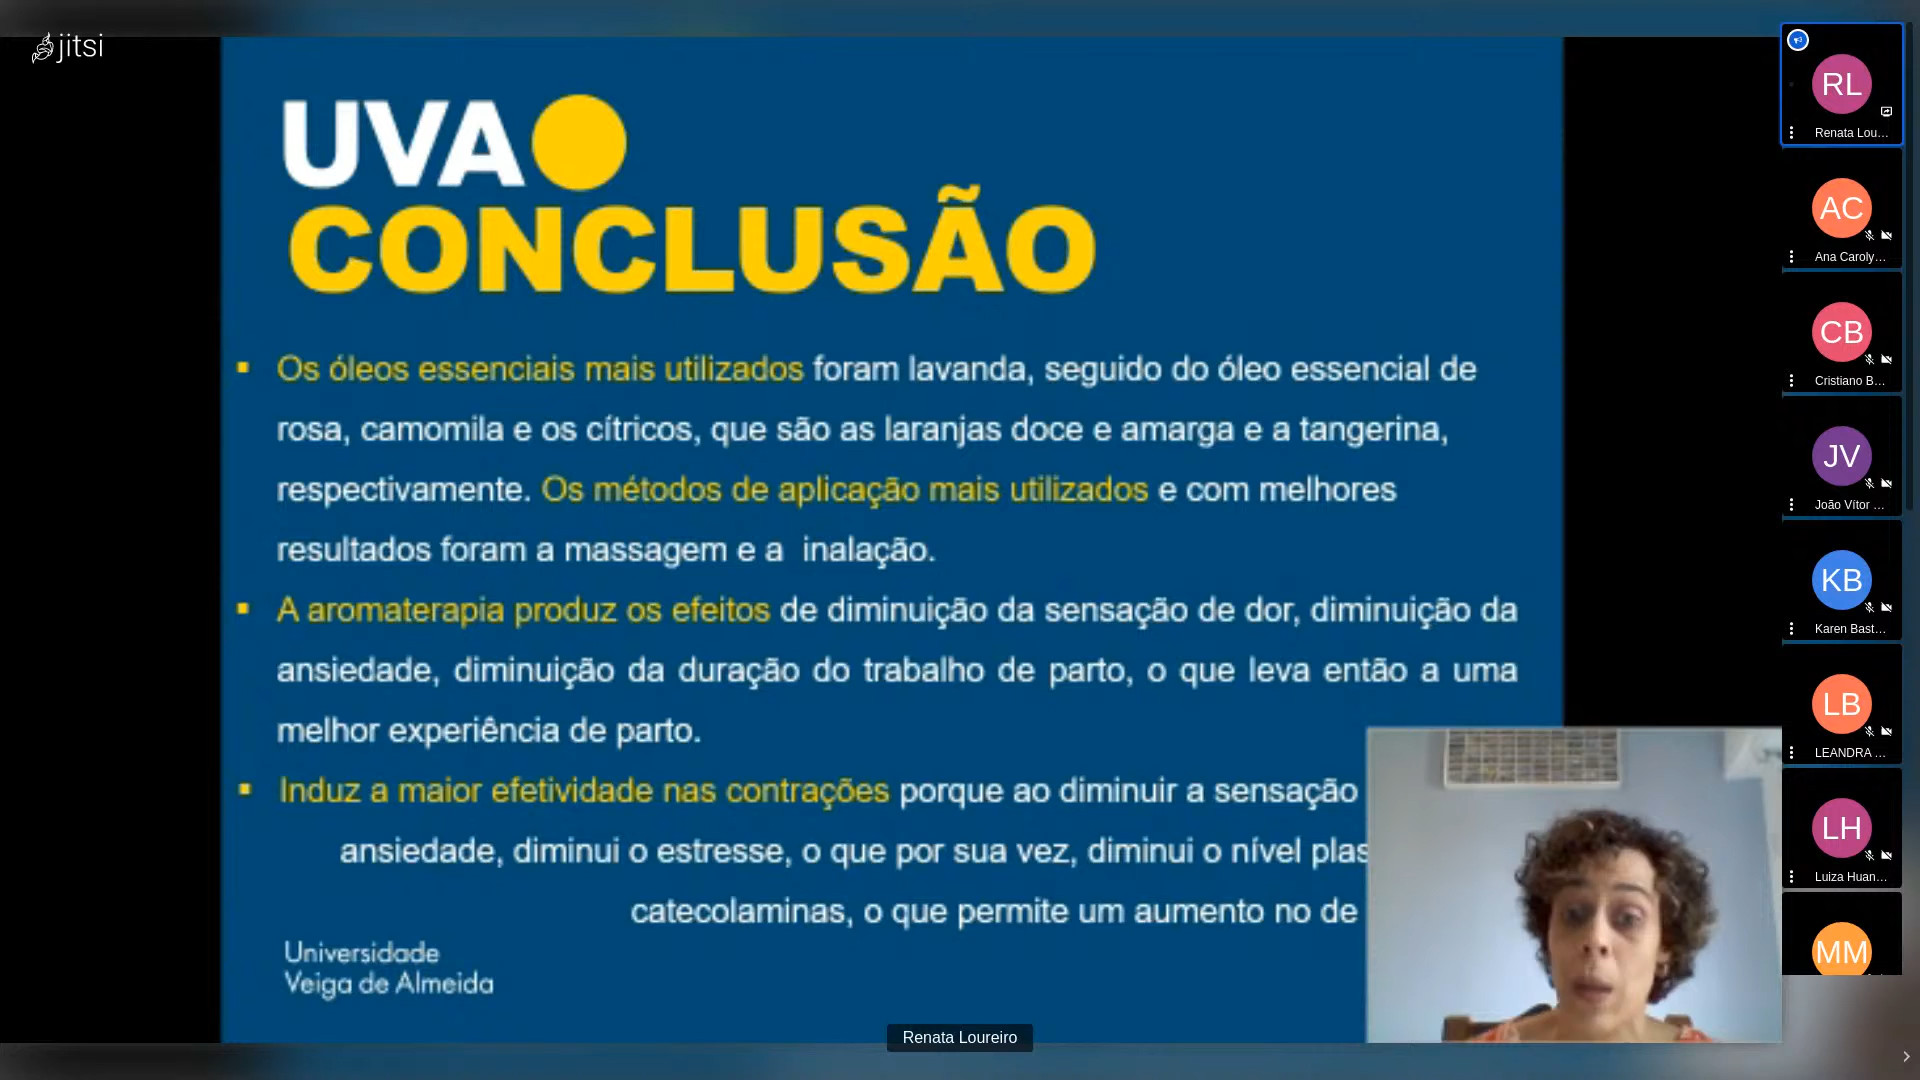 jitsi
UVA
CONCLUSÃO
▪ Os óleos essenciais mais utilizados foram lavanda, seguido do óleo essencial de
rosa, camomila e os cítricos, que são as laranjas doce e amarga e a tangerina,
respectivamente. Os métodos de aplicação mais utilizados e com melhores
resultados foram a massagem e a inalação.
▪ A aromaterapia produz os efeitos de diminuição da sensação de dor, diminuição da
ansiedade, diminuição da duração do trabalho de parto, o que leva então a uma
melhor experiência de parto.
▪ Induz a maior efetividade nas contrações porque ao diminuir a sensação
ansiedade, diminui o estresse, o que por sua vez, diminui o nível plas
catecolaminas, o que permite um aumento no de
Universidade
Veiga de Almeida
Renata Loureiro
RL
Renata Lou...
AC
Ana Caroly...
CB
Cristiano B...
JV
João Vítor ...
KB
Karen Bast...
LB
LEANDRA ...
LH
Luiza Huan...
MM